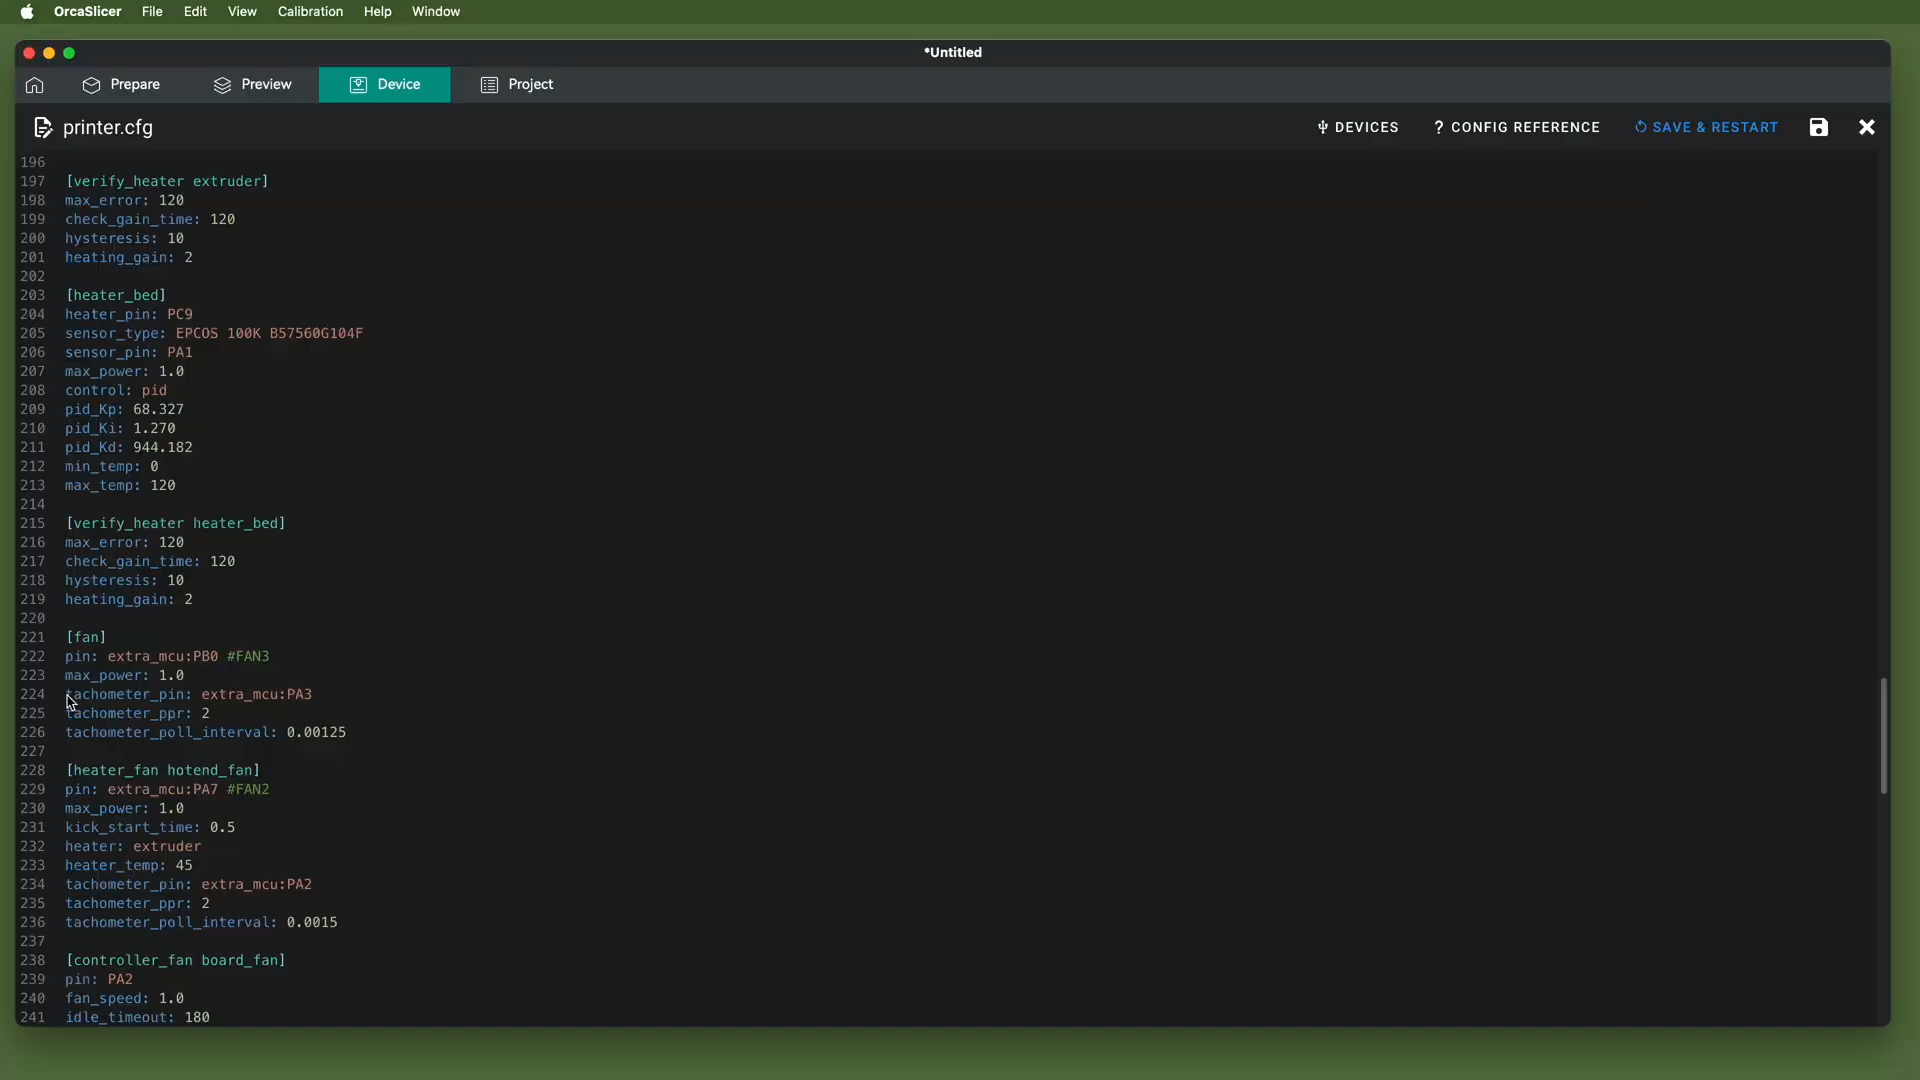 OrcaSlicer File Edit View Calibration Help Window
*Untitled
Prepare Preview Device Project
printer.cfg DEVICES ? CONFIG REFERENCE SAVE & RESTART
196
197 [verify_heater extruder]
198 max_error: 120
199 check_gain_time: 120
200 hysteresis: 10
201 heating_gain: 2
202
203 [heater_bed]
204 heater_pin: PC9
205 sensor_type: EPCOS 100K B57560G104F
206 sensor_pin: PA1
207 max_power: 1.0
208 control: pid
209 pid_Kp: 68.327
210 pid_Ki: 1.270
211 pid_Kd: 944.182
212 min_temp: 0
213 max_temp: 120
214
215 [verify_heater heater_bed]
216 max_error: 120
217 check_gain_time: 120
218 hysteresis: 10
219 heating_gain: 2
220
221 [fan]
222 pin: extra_mcu:PB0 #FAN3
223 max_power: 1.0
224 tachometer_pin: extra_mcu:PA3
225 tachometer_ppr: 2
226 tachometer_poll_interval: 0.00125
227
228 [heater_fan hotend_fan]
229 pin: extra_mcu:PA7 #FAN2
230 max_power: 1.0
231 kick_start_time: 0.5
232 heater: extruder
233 heater_temp: 45
234 tachometer_pin: extra_mcu:PA2
235 tachometer_ppr: 2
236 tachometer_poll_interval: 0.0015
237
238 [controller_fan board_fan]
239 pin: PA2
240 fan_speed: 1.0
241 idle_timeout: 180